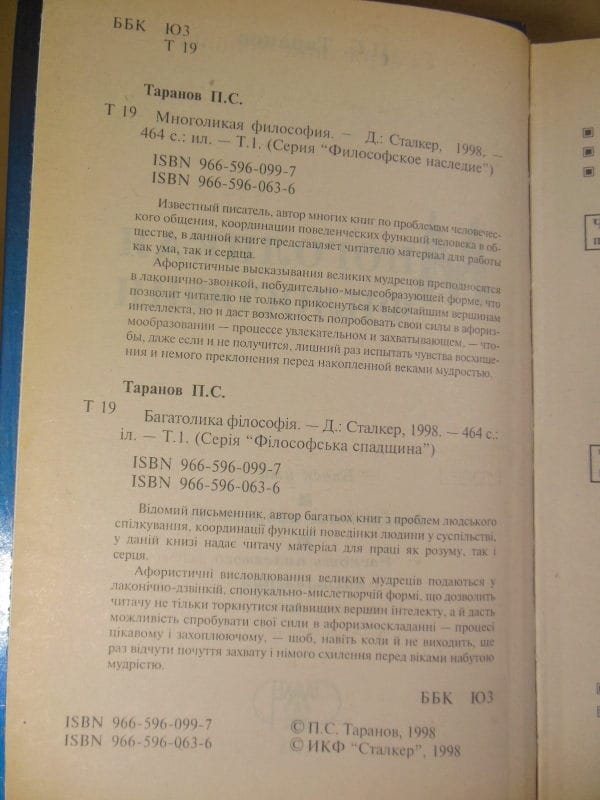 ББК Ю3
Т 19
Таранов П.С.
Т 19 Многоликая философия. — Д.: Сталкер, 1998. —
464 с.: ил. — Т.1. (Серия “Философское наследие”)
ISBN 966-596-099-7
ISBN 966-596-063-6
Известный писатель, автор многих книг по проблемам человечес-
кого общения, координации поведенческих функций человека в об-
ществе, в данной книге представляет читателю материал для работы
как ума, так и сердца.
Афористичные высказывания великих мудрецов преподносятся
в лаконично-звонкой, побудительно-мыслеобразующей форме, что
позволит читателю не только прикоснуться к высочайшим вершинам
интеллекта, но и даст возможность попробовать свои силы в афориз-
мообразовании — процессе увлекательном и захватывающем, — что-
бы, даже если и не получится, лишний раз испытать чувства восхище-
ния и немого преклонения перед накопленной веками мудростью.
Таранов П.С.
Т 19 Багатолика філософія. — Д.: Сталкер, 1998. — 464 с.:
іл. — Т.1. (Серія “Філософська спадщина”)
ISBN 966-596-099-7
ISBN 966-596-063-6
Відомий письменник, автор багатьох книг з проблем людського
спілкування, координації функцій поведінки людини у суспільстві,
у даній книзі надає читачу матеріал для праці як розуму, так і
серця.
Афористичні висловлювання великих мудреців подаються у
лаконічно-дзвінкій, спонукально-мислетворчій формі, що дозволить
читачу не тільки торкнутися найвищих вершин інтелекту, а й дасть
можливість спробувати свої сили в афоризмоскладанні — процесі
цікавому і захоплюючому, — щоб, навіть коли й не виходить, ще
раз відчути почуття захвату і німого схилення перед віками набутою
мудрістю.
ББК Ю3
ISBN 966-596-099-7 © П.С. Таранов, 1998
ISBN 966-596-063-6 © ИКФ “Сталкер”, 1998